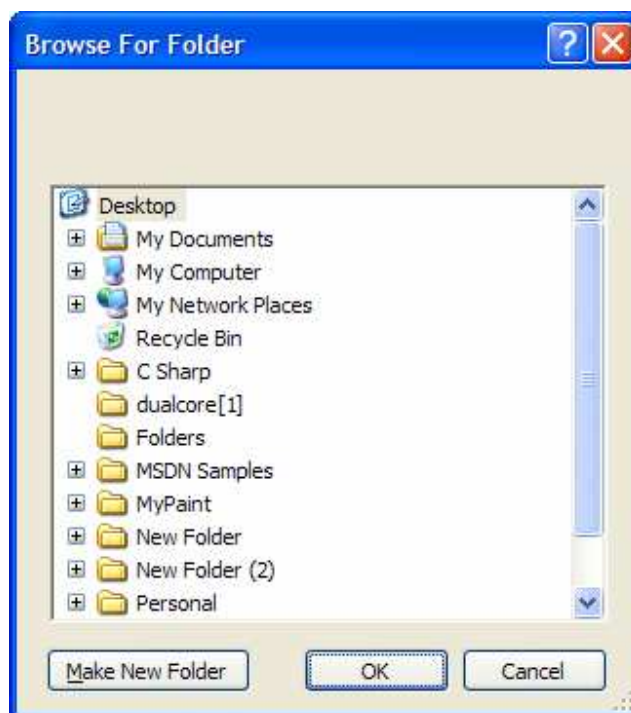 Browse For Folder
Desktop
My Documents
My Computer
My Network Places
Recycle Bin
C Sharp
dualcore[1]
Folders
MSDN Samples
MyPaint
New Folder
New Folder (2)
Personal
Make New Folder
OK
Cancel